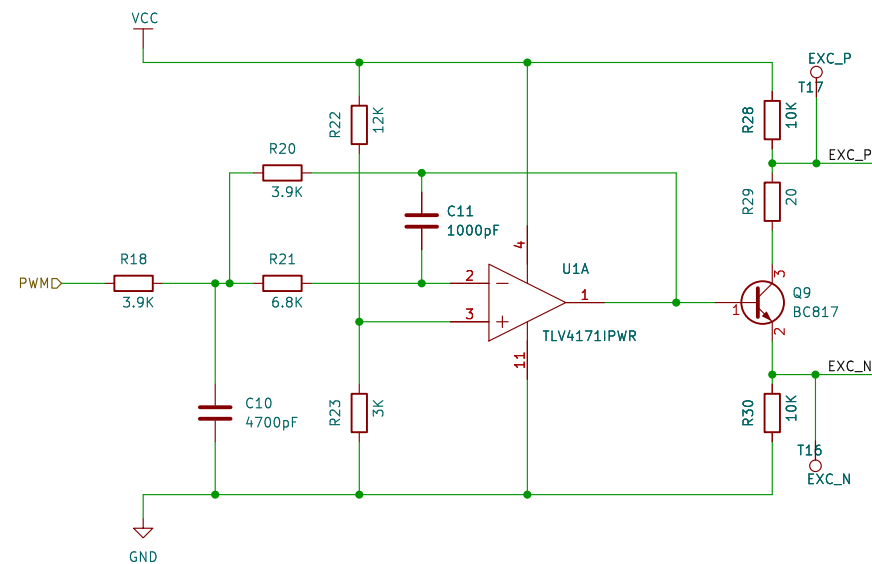 VCC
EXC_P
T17
R22
12K
R28
10K
R20
3.9K
EXC_P
C11
1000pF
R29
20
R18
3.9K
R21
6.8K
PWM
4
2
3
1
11
U1A
TLV4171IPWR
3
1
2
Q9
BC817
EXC_N
C10
4700pF
R23
3K
R30
10K
T16
EXC_N
GND